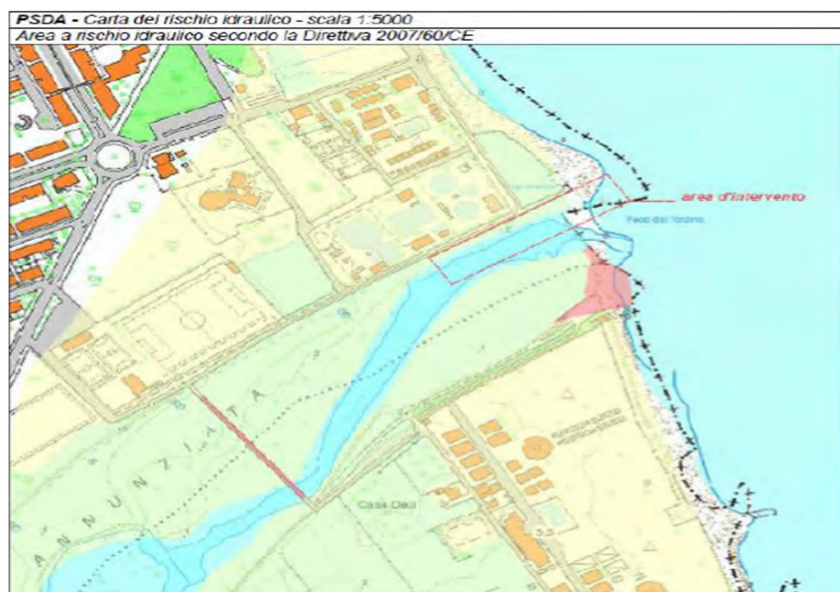 PSDA - Carta del rischio idraulico - scala 1:5000
Area a rischio idraulico secondo la Direttiva 2007/60/CE
area d'intervento
Foce del Tordino
ANNUNZIATA
Casa Deli